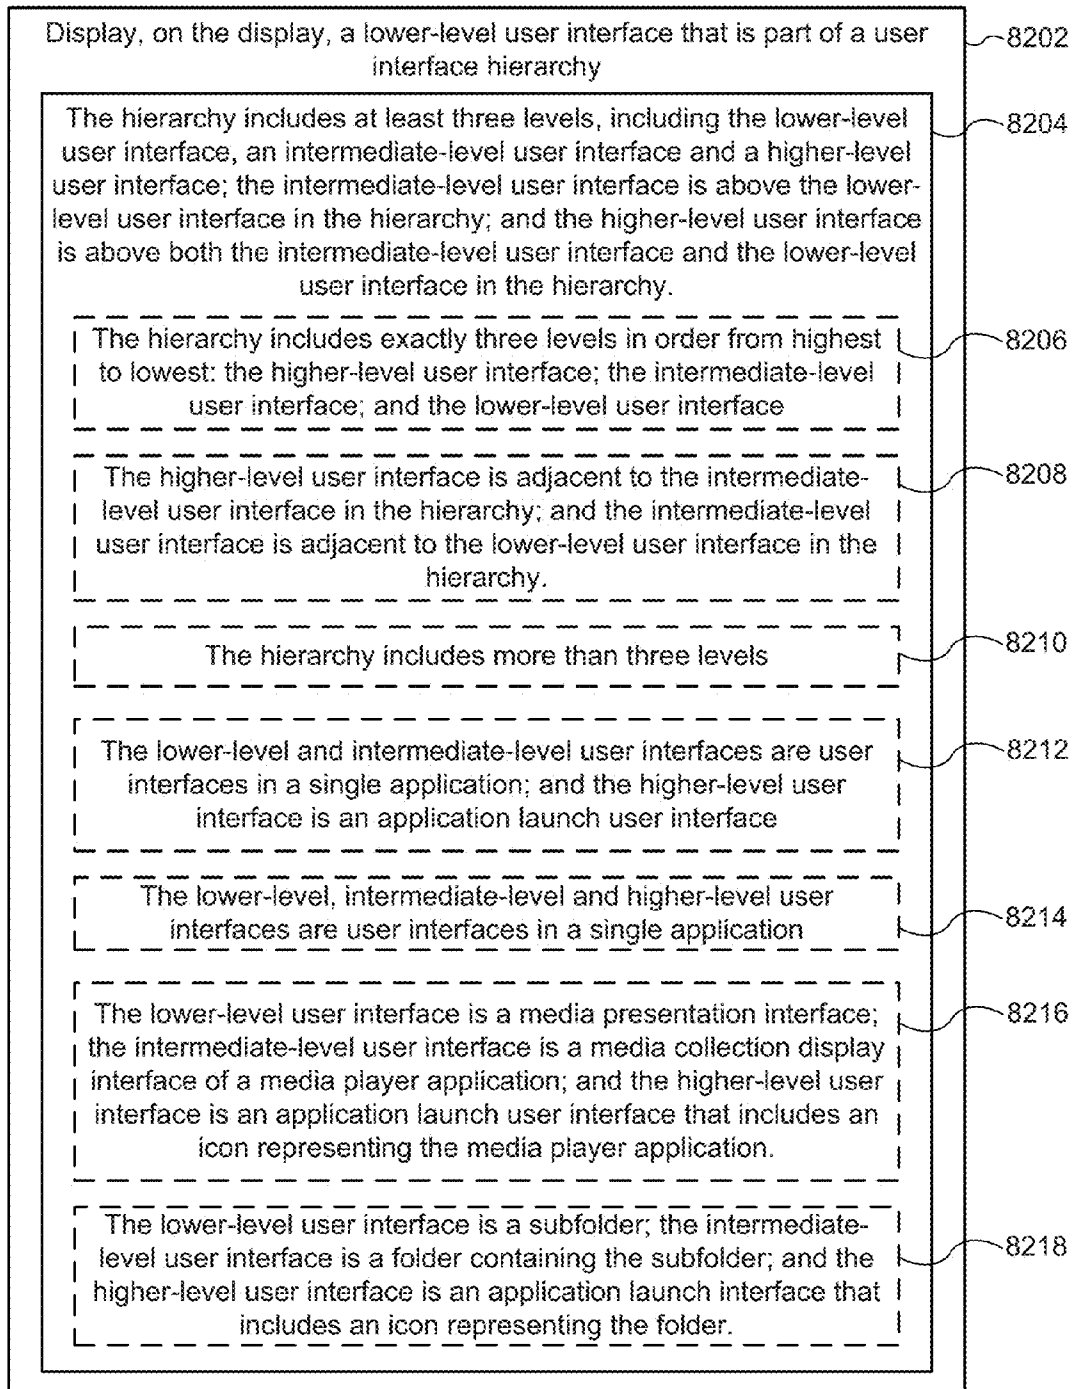 Display, on the display, a lower-level user interface that is part of a user
interface hierarchy
8202
The hierarchy includes at least three levels, including the lower-level
user interface, an intermediate-level user interface and a higher-level
user interface; the intermediate-level user interface is above the lower-
level user interface in the hierarchy; and the higher-level user interface
is above both the intermediate-level user interface and the lower-level
user interface in the hierarchy.
8204
The hierarchy includes exactly three levels in order from highest
to lowest: the higher-level user interface; the intermediate-level
user interface; and the lower-level user interface
8206
The higher-level user interface is adjacent to the intermediate-
level user interface in the hierarchy; and the intermediate-level
user interface is adjacent to the lower-level user interface in the
hierarchy.
8208
The hierarchy includes more than three levels
8210
The lower-level and intermediate-level user interfaces are user
interfaces in a single application; and the higher-level user
interface is an application launch user interface
8212
The lower-level, intermediate-level and higher-level user
interfaces are user interfaces in a single application
8214
The lower-level user interface is a media presentation interface;
the intermediate-level user interface is a media collection display
interface of a media player application; and the higher-level user
interface is an application launch user interface that includes an
icon representing the media player application.
8216
The lower-level user interface is a subfolder; the intermediate-
level user interface is a folder containing the subfolder; and the
higher-level user interface is an application launch interface that
includes an icon representing the folder.
8218